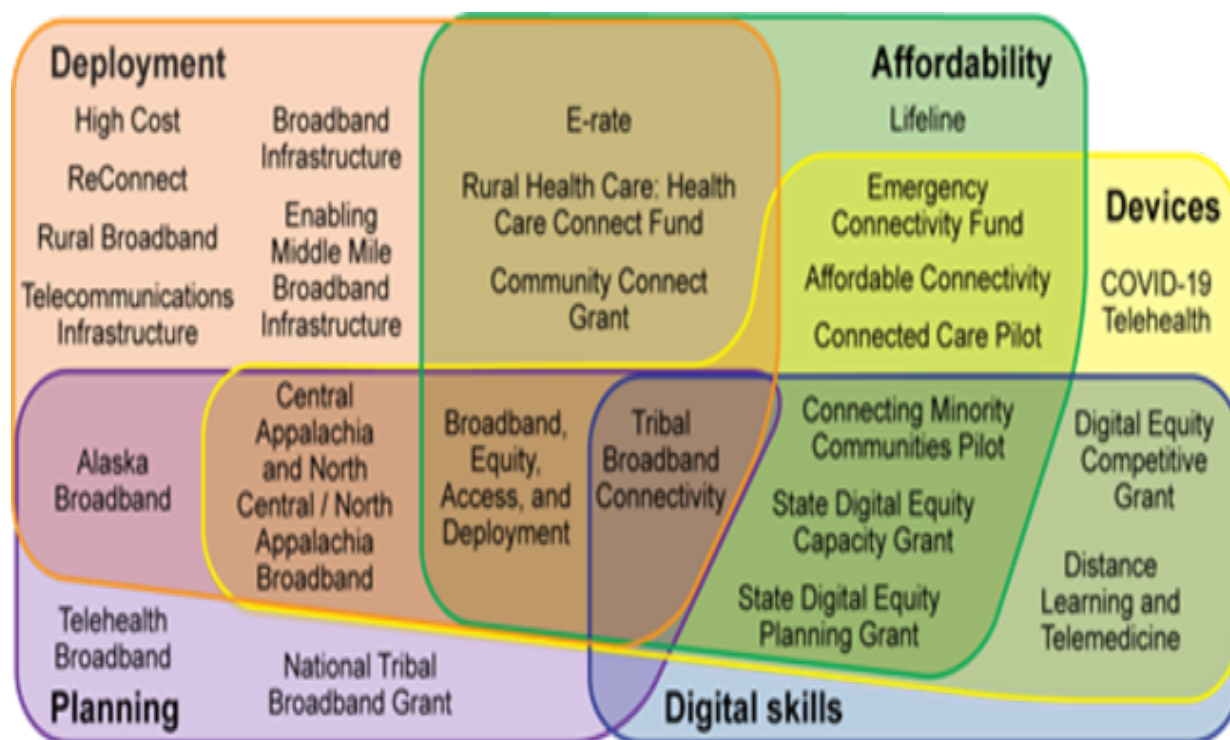 Deployment
High Cost
ReConnect
Rural Broadband
Telecommunications
Infrastructure
Broadband
Infrastructure
Enabling
Middle Mile
Broadband
Infrastructure
E-rate
Rural Health Care: Health
Care Connect Fund
Community Connect
Grant
Affordability
Lifeline
Emergency
Connectivity Fund
Affordable Connectivity
Connected Care Pilot
Devices
COVID-19
Telehealth
Alaska
Broadband
Central
Appalachia
and North
Central / North
Appalachia
Broadband
Broadband,
Equity,
Access, and
Deployment
Tribal
Broadband
Connectivity
Connecting Minority
Communities Pilot
State Digital Equity
Capacity Grant
State Digital Equity
Planning Grant
Digital Equity
Competitive
Grant
Distance
Learning and
Telemedicine
Telehealth
Broadband
National Tribal
Broadband Grant
Planning
Digital skills